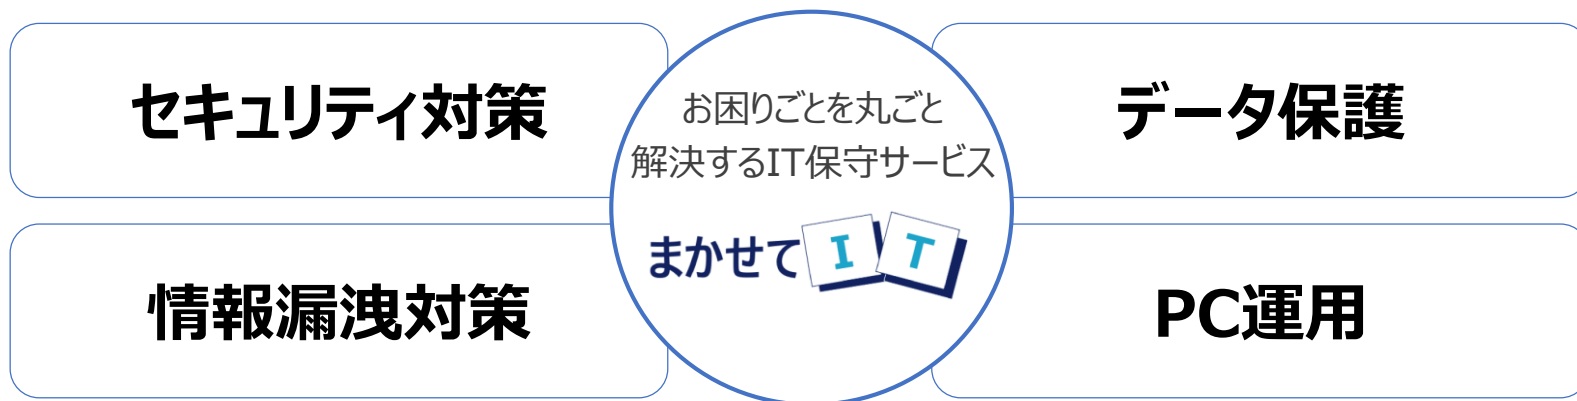 セキュリティ対策
お困りごとを丸ごと
解決するIT保守サービス
まかせてIT
データ保護
情報漏洩対策
PC運用